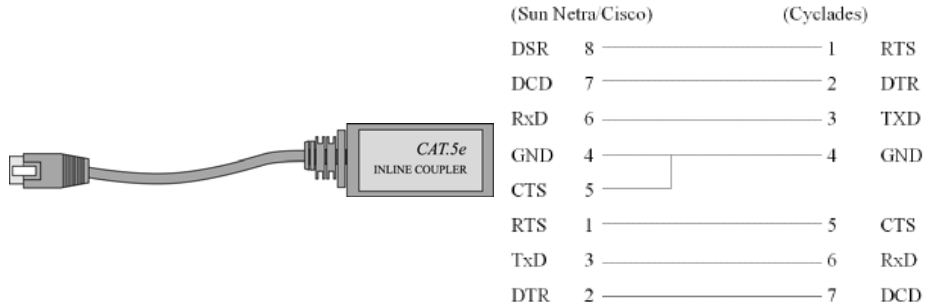 (Sun Netra/Cisco) (Cyclades)
DSR 8 1 RTS
DCD 7 2 DTR
RxD 6 3 TXD
GND 4 4 GND
CTS 5
RTS 1 5 CTS
TxD 3 6 RxD
DTR 2 7 DCD
CAT.5e
INLINE COUPLER